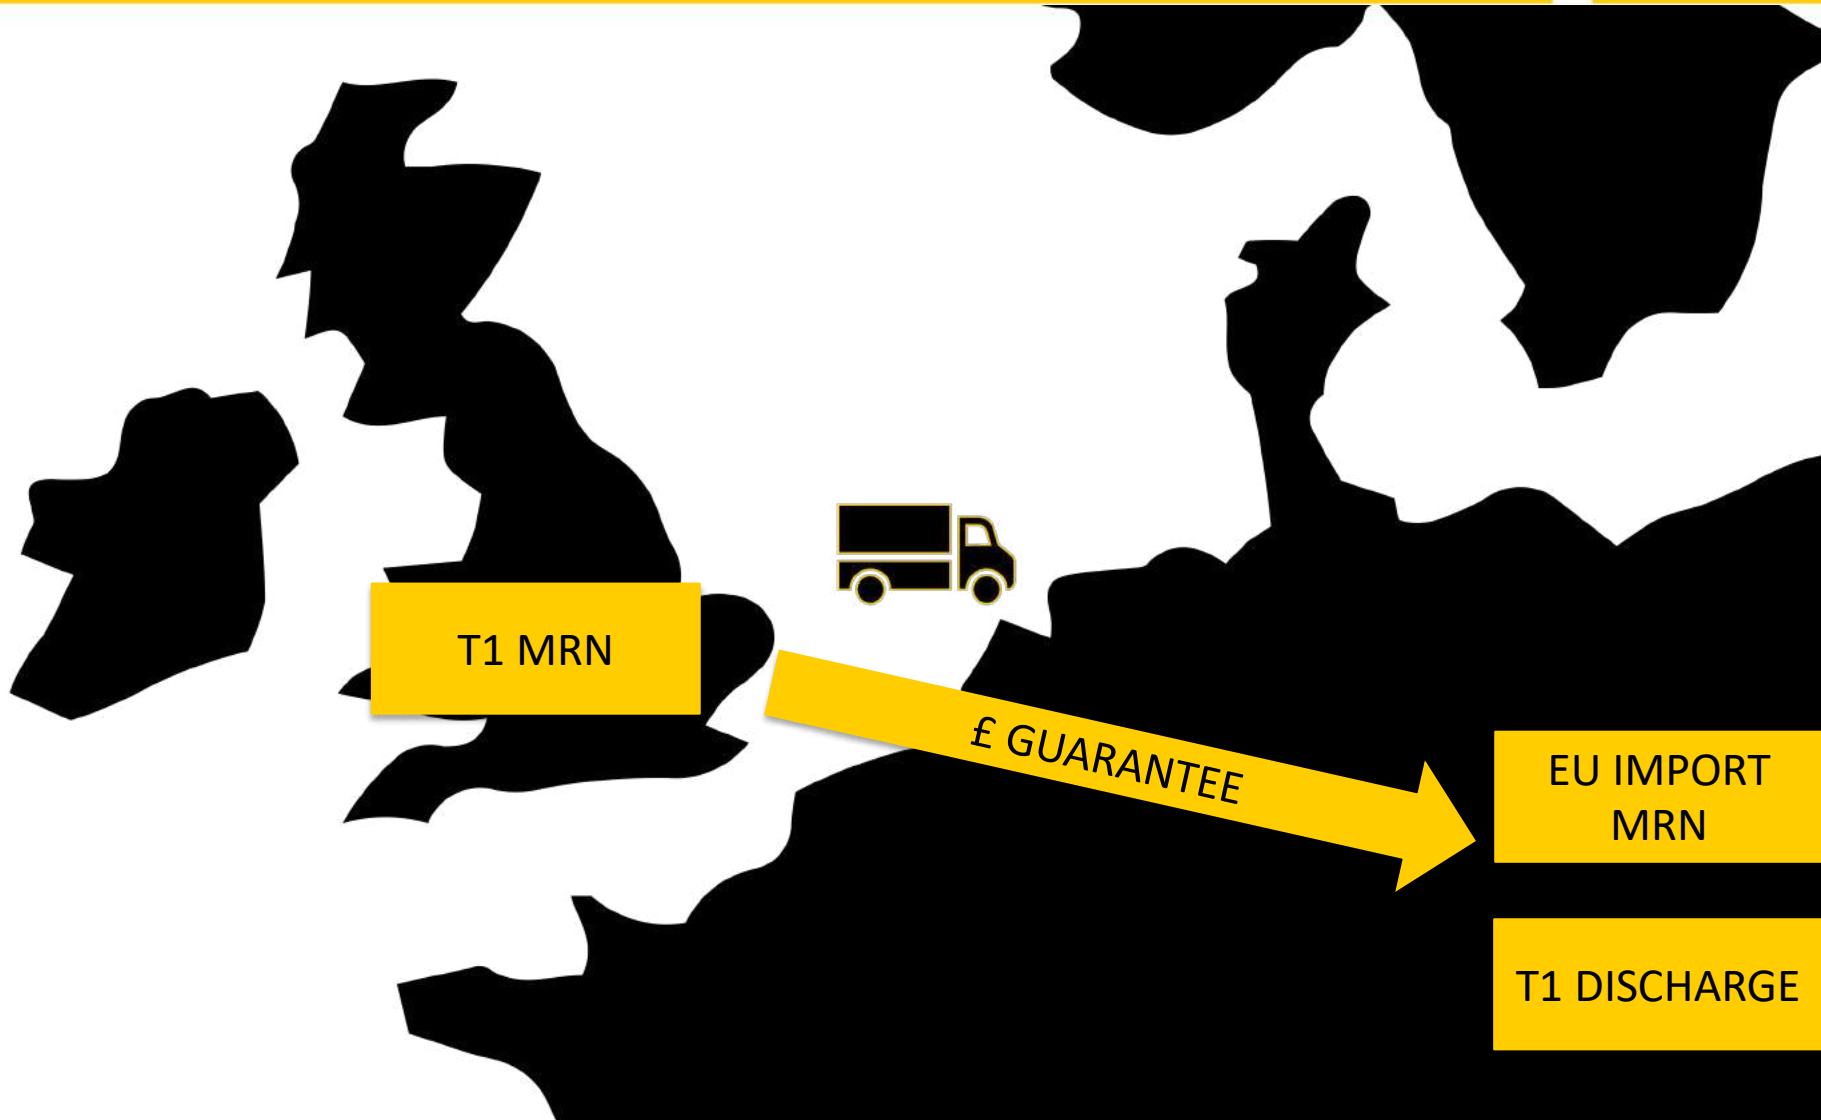 T1 MRN
£ GUARANTEE
EU IMPORT
MRN
T1 DISCHARGE